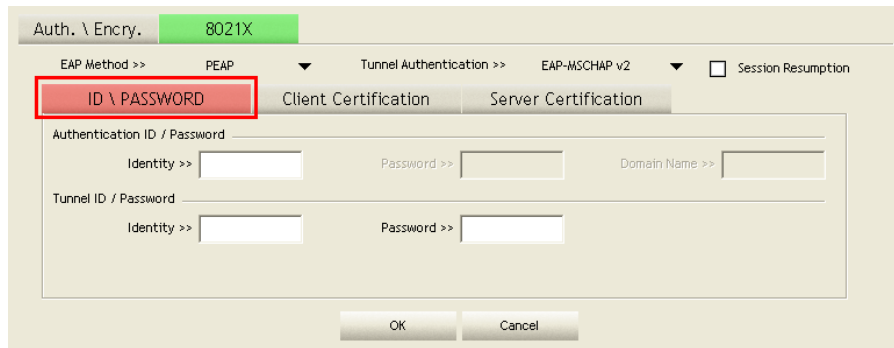 Auth. \ Encry. 8021X
EAP Method >> PEAP Tunnel Authentication >> EAP-MSCHAP v2 Session Resumption
ID \ PASSWORD Client Certification Server Certification
Authentication ID / Password
Identity >> Password >> Domain Name >>
Tunnel ID / Password
Identity >> Password >>
OK Cancel